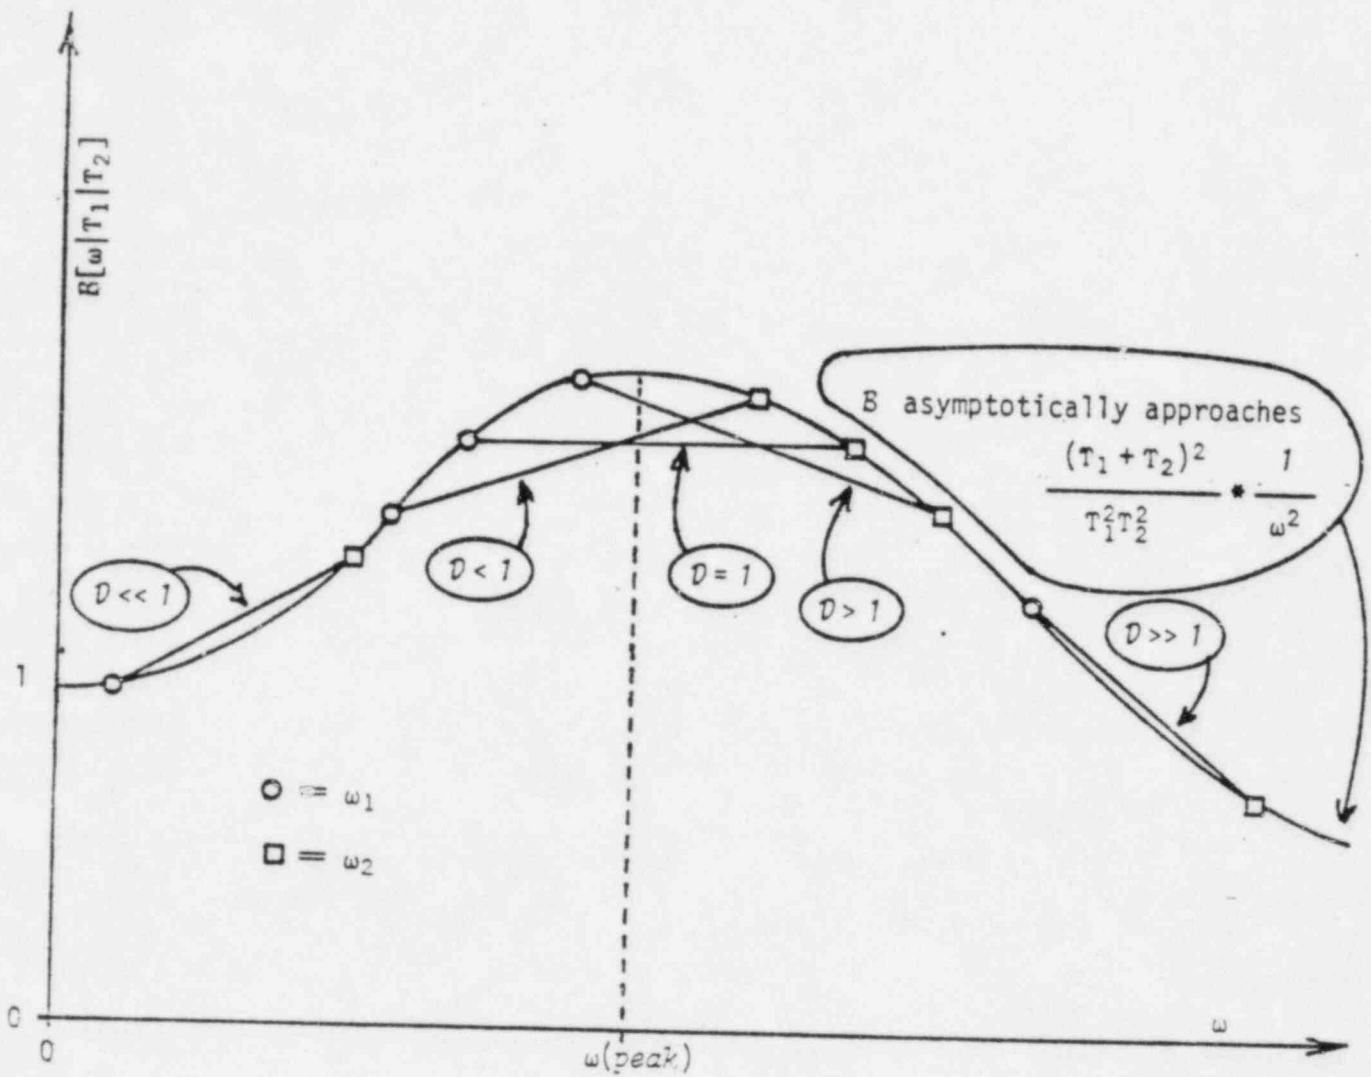 B[ω|T₁|T₂]
B asymptotically approaches
(T₁ + T₂)² / T₁²T₂² * 1 / ω²
D << 1
D < 1
D = 1
D > 1
D >> 1
1
○ = ω₁
□ = ω₂
0
0
ω(peak)
ω